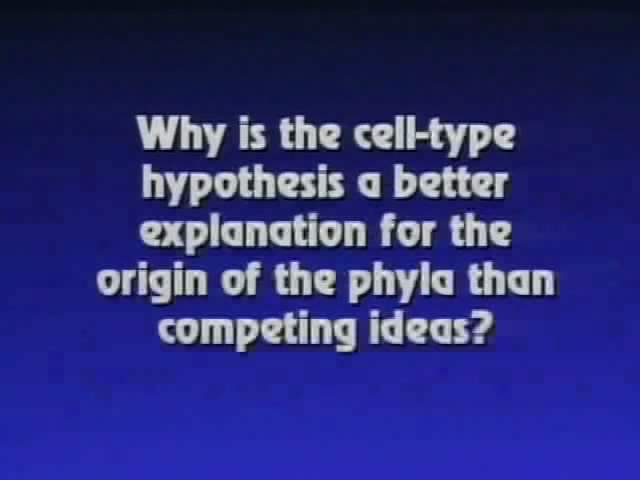 Why is the cell-type
hypothesis a better
explanation for the
origin of the phyla than
competing ideas?